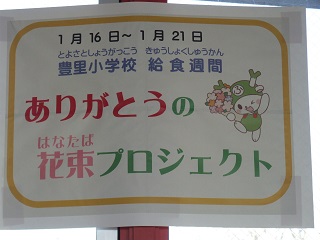 1月16日～1月21日
とよさとしょうがっこう きゅうしょくしゅうかん
豊里小学校 給食週間
ありがとうの
はなたば
花束プロジェクト